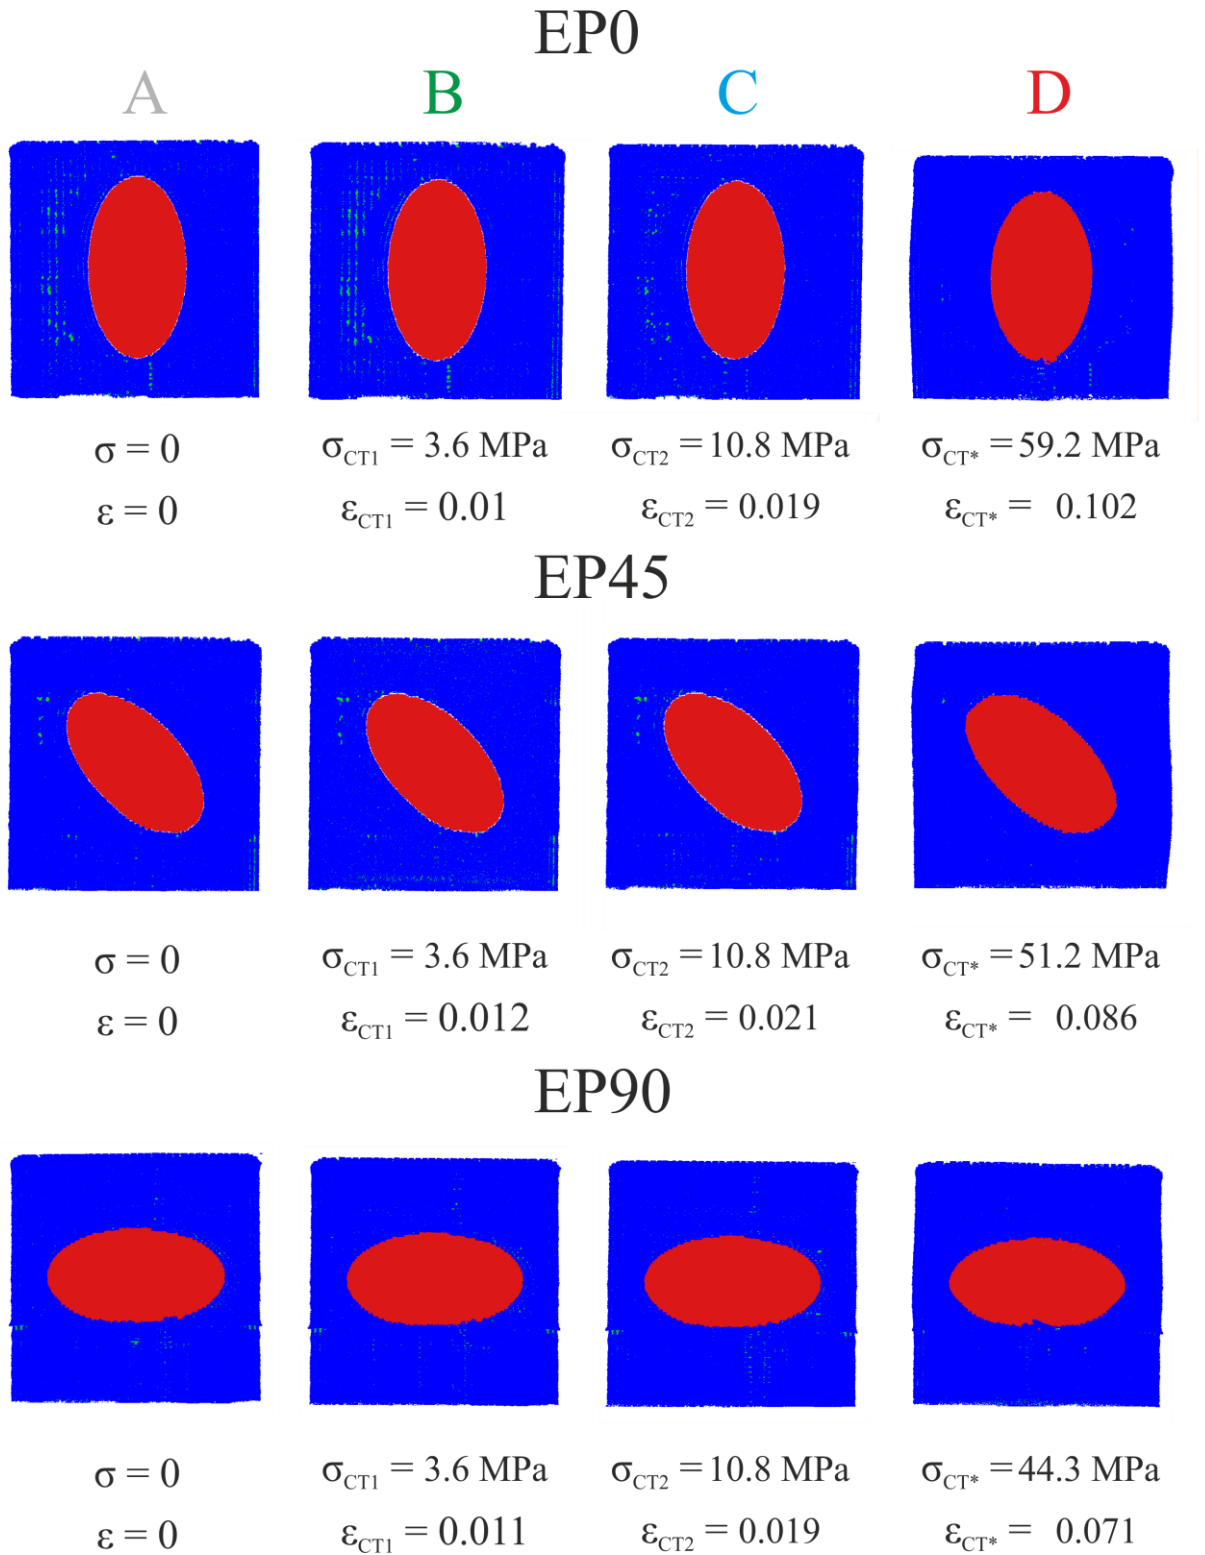 EP0
A B C D
σ = 0 σCT1 = 3.6 MPa σCT2 = 10.8 MPa σCT* = 59.2 MPa
ε = 0 εCT1 = 0.01 εCT2 = 0.019 εCT* = 0.102
EP45
σ = 0 σCT1 = 3.6 MPa σCT2 = 10.8 MPa σCT* = 51.2 MPa
ε = 0 εCT1 = 0.012 εCT2 = 0.021 εCT* = 0.086
EP90
σ = 0 σCT1 = 3.6 MPa σCT2 = 10.8 MPa σCT* = 44.3 MPa
ε = 0 εCT1 = 0.011 εCT2 = 0.019 εCT* = 0.071